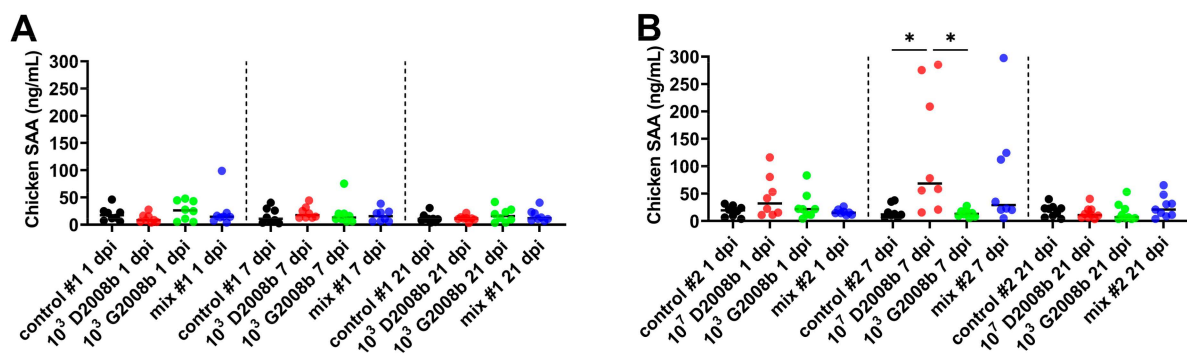 A
Chicken SAA (ng/mL)
300
250
200
150
100
50
0
control #1 1 dpi
10³ D2008b 1 dpi
10³ G2008b 1 dpi
mix #1 1 dpi
control #1 7 dpi
10³ D2008b 7 dpi
10³ G2008b 7 dpi
mix #1 7 dpi
control #1 21 dpi
10³ D2008b 21 dpi
10³ G2008b 21 dpi
mix #1 21 dpi
B
Chicken SAA (ng/mL)
300
250
200
150
100
50
0
* *
control #2 1 dpi
10⁷ D2008b 1 dpi
10³ G2008b 1 dpi
mix #2 1 dpi
control #2 7 dpi
10⁷ D2008b 7 dpi
10³ G2008b 7 dpi
mix #2 7 dpi
control #2 21 dpi
10⁷ D2008b 21 dpi
10³ G2008b 21 dpi
mix #2 21 dpi